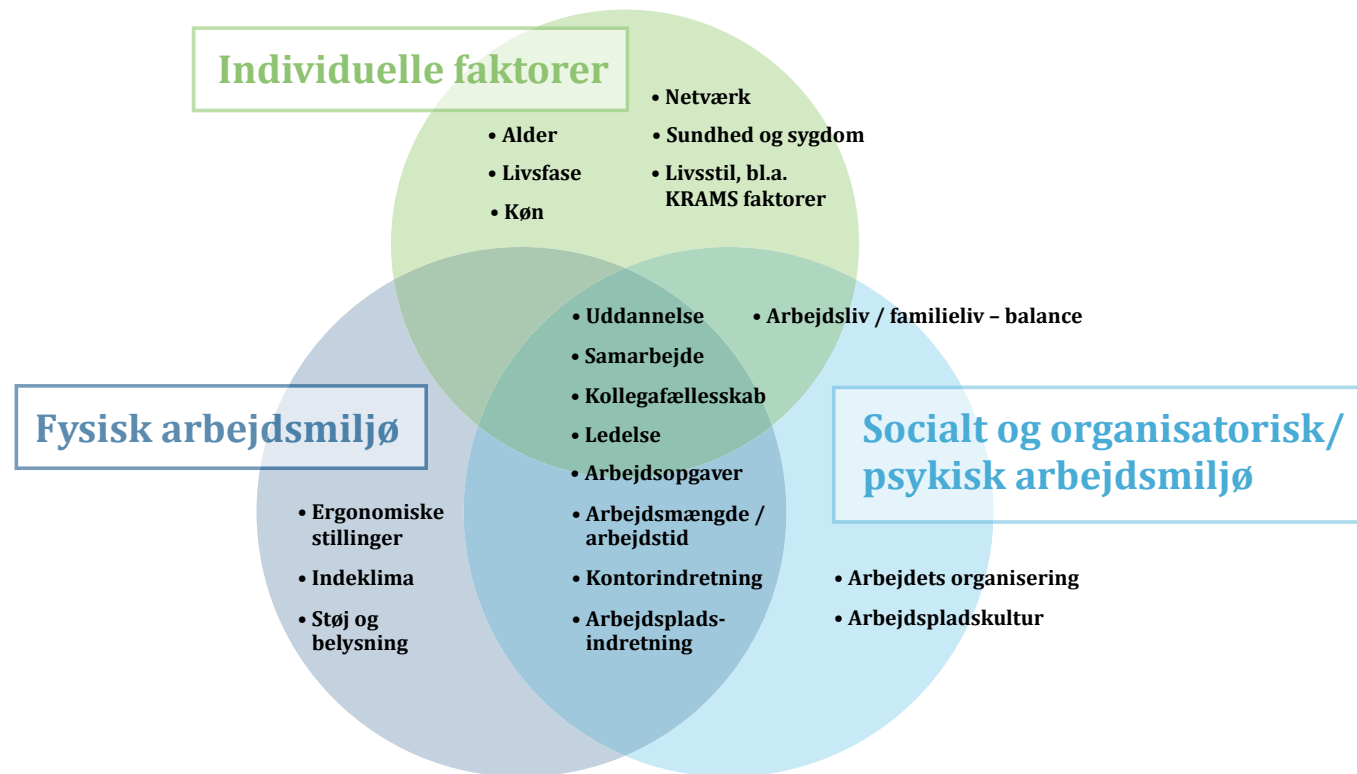 Individuelle faktorer
• Netværk
• Alder
• Sundhed og sygdom
• Livsfase
• Livsstil, bl.a.
KRAMS faktorer
• Køn
• Uddannelse
• Arbejdsliv / familieliv – balance
• Samarbejde
• Kollegafællesskab
• Ledelse
Fysisk arbejdsmiljø
Socialt og organisatorisk/
psykisk arbejdsmiljø
• Arbejdsopgaver
• Ergonomiske
stillinger
• Arbejdsmængde /
arbejdstid
• Indeklima
• Kontorindretning
• Arbejdets organisering
• Støj og
belysning
• Arbejdsplads-
indretning
• Arbejdspladskultur